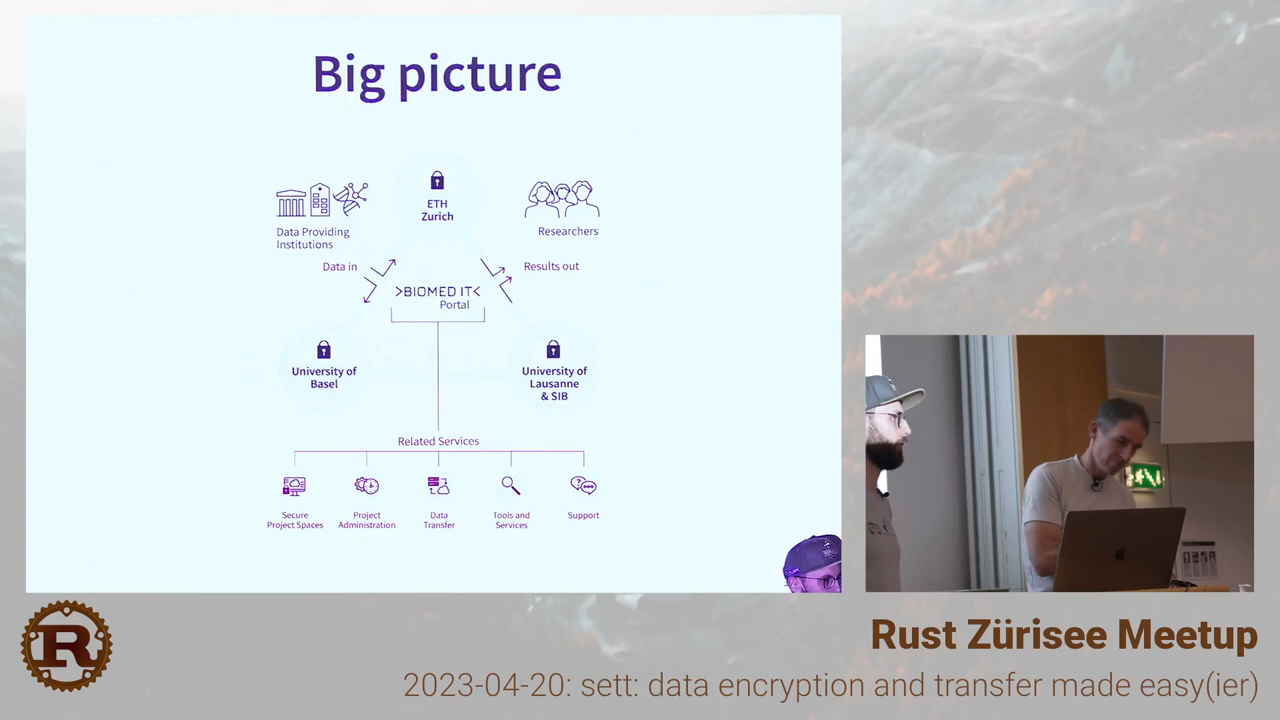 Big picture
ETH
Zurich
Data Providing
Institutions
Researchers
Data in
Results out
>BIOMED IT<
Portal
University of
Basel
University of
Lausanne
& SIB
Related Services
Secure
Project Spaces
Project
Administration
Data
Transfer
Tools and
Services
Support
R
Rust Zürisee Meetup
2023-04-20: sett: data encryption and transfer made easy(ier)